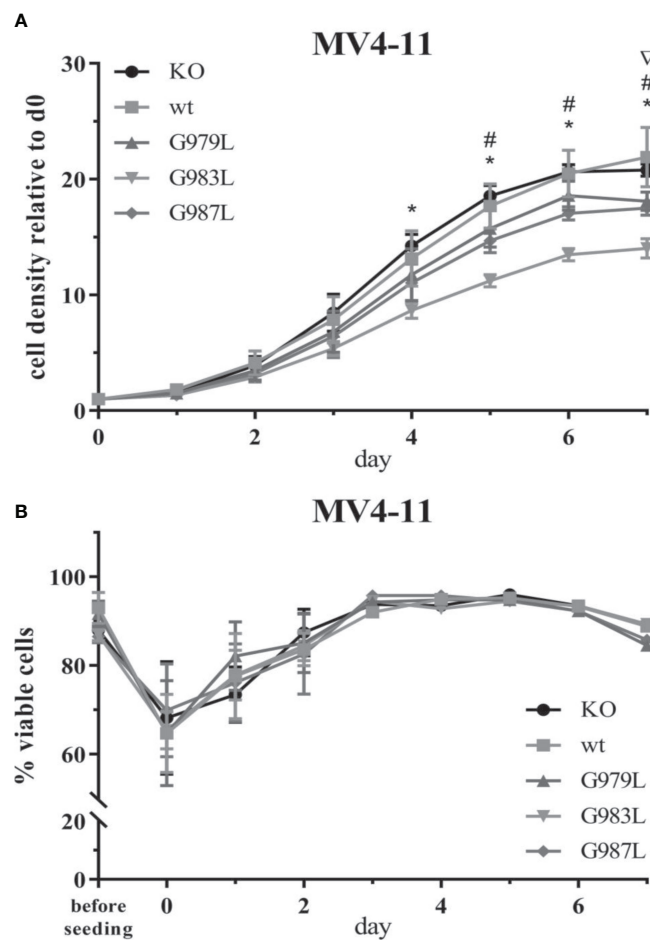 A
MV4-11
cell density relative to d0
30
20
10
0
KO
wt
G979L
G983L
G987L
*
#
*
#
*
∇
#
*
0
2
4
6
day
B
MV4-11
% viable cells
100
80
60
20
0
KO
wt
G979L
G983L
G987L
before
seeding
0
2
4
6
day